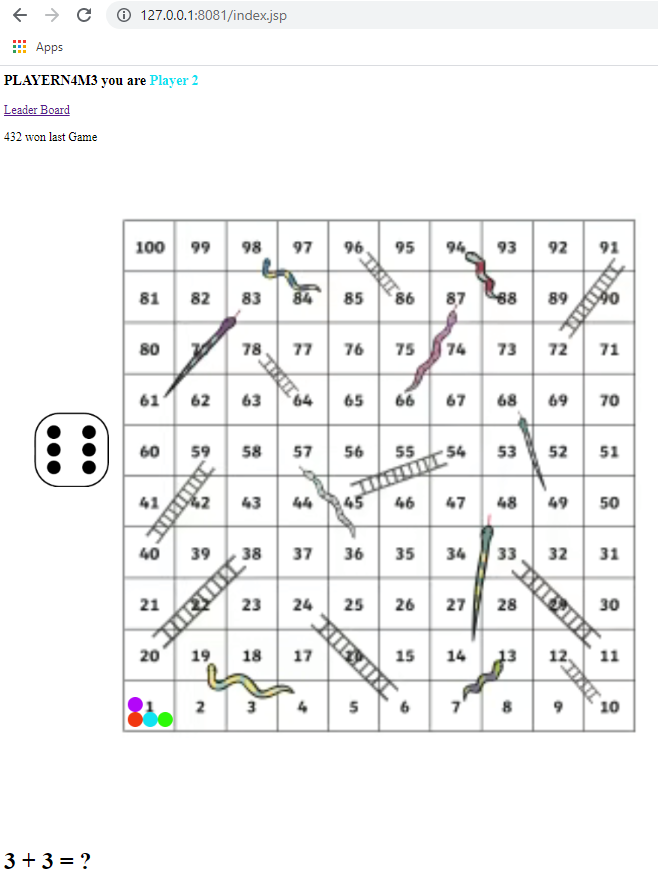 127.0.0.1:8081/index.jsp
Apps
PLAYERN4M3 you are Player 2
Leader Board
432 won last Game
100 99 98 97 96 95 94 93 92 91
81 82 83 84 85 86 87 88 89 90
80 79 78 77 76 75 74 73 72 71
61 62 63 64 65 66 67 68 69 70
60 59 58 57 56 55 54 53 52 51
41 42 43 44 45 46 47 48 49 50
40 39 38 37 36 35 34 33 32 31
21 22 23 24 25 26 27 28 29 30
20 19 18 17 16 15 14 13 12 11
1 2 3 4 5 6 7 8 9 10
3 + 3 = ?